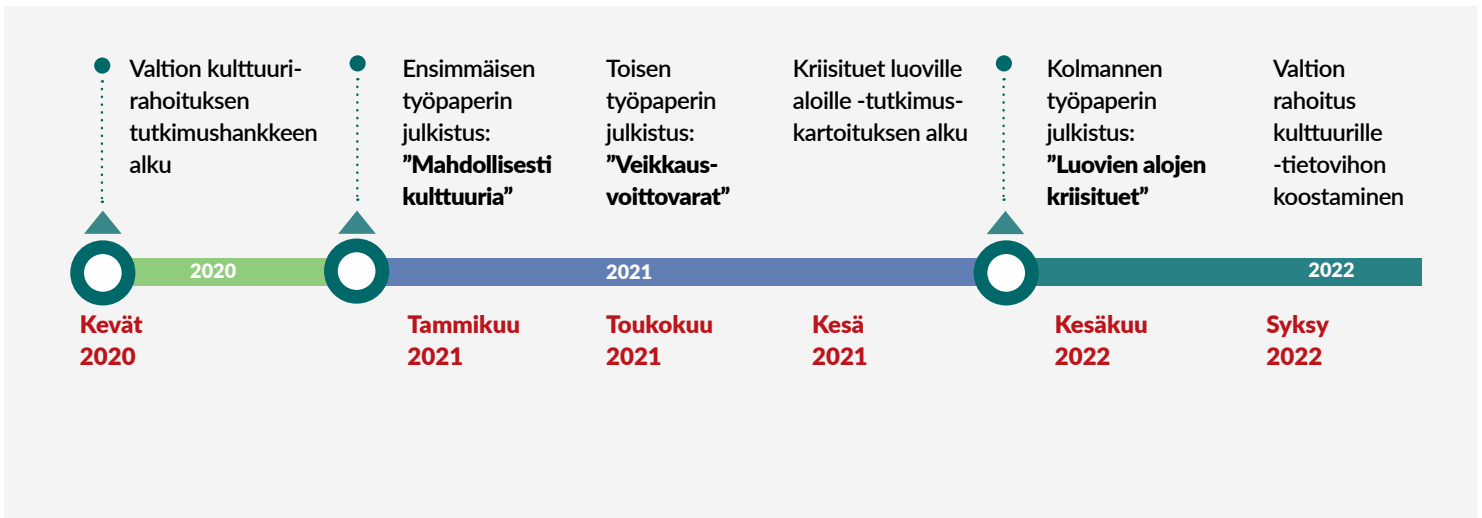 Valtion kulttuuri-
rahoituksen
tutkimushankkeen
alku
Ensimmäisen
työpaperin
julkistus:
”Mahdollisesti
kulttuuria”
Toisen
työpaperin
julkistus:
”Veikkaus-
voittovarat”
Kriisituet luoville
aloille -tutkimus-
kartoituksen alku
Kolmannen
työpaperin
julkistus:
”Luovien alojen
kriisituet”
Valtion
rahoitus
kulttuurille
-tietovihon
koostaminen
2020
2021
2022
Kevät
2020
Tammikuu
2021
Toukokuu
2021
Kesä
2021
Kesäkuu
2022
Syksy
2022